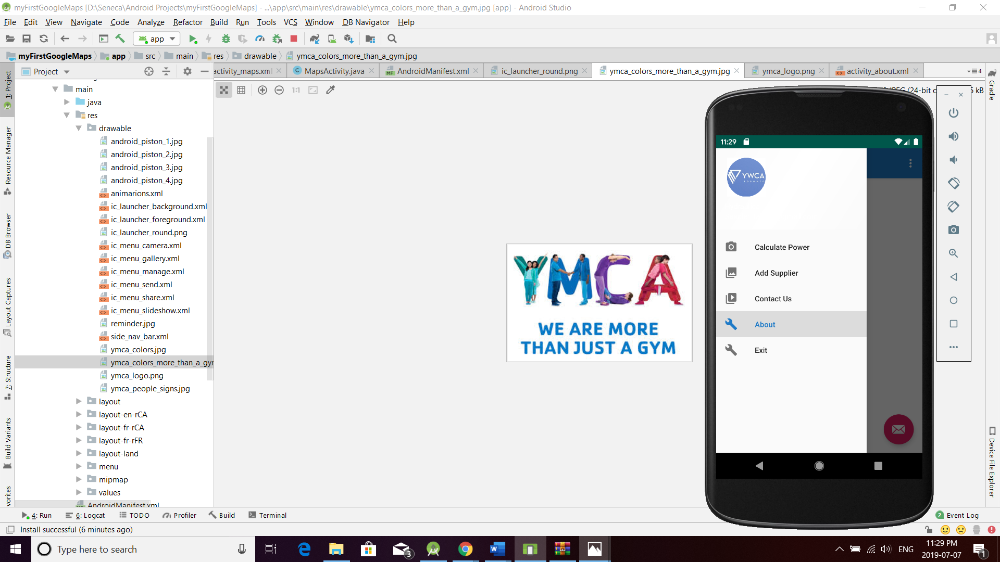 myFirstGoogleMaps [D:\Seneca\Android Projects\myFirstGoogleMaps] - ...\app\src\main\res\drawable\ymca_colors_more_than_a_gym.jpg [app] - Android Studio
File Edit View Navigate Code Analyze Refactor Build Run Tools VCS Window DB Navigator Help
app
myFirstGoogleMaps app src main res drawable ymca_colors_more_than_a_gym.jpg
Project
activity_maps.xml MapsActivity.java AndroidManifest.xml ic_launcher_round.png ymca_colors_more_than_a_gym.jpg ymca_logo.png activity_about.xml 4
1:1
JPEG (24-bit c
kB
1: Project
Resource Manager
DB Browser
Layout Captures
7: Structure
Build Variants
vorites
main
java
res
drawable
android_piston_1.jpg
android_piston_2.jpg
android_piston_3.jpg
android_piston_4.jpg
animarions.xml
ic_launcher_background.xml
ic_launcher_foreground.xml
ic_launcher_round.png
ic_menu_camera.xml
ic_menu_gallery.xml
ic_menu_manage.xml
ic_menu_send.xml
ic_menu_share.xml
ic_menu_slideshow.xml
reminder.jpg
side_nav_bar.xml
ymca_colors.jpg
ymca_colors_more_than_a_gyr
ymca_logo.png
ymca_people_signs.jpg
layout
layout-en-rCA
layout-fr-rCA
layout-fr-rFR
layout-land
menu
mipmap
values
AndroidManifest.xml
YMCA
WE ARE MORE
THAN JUST A GYM
11:29
YWCA
TORONTO
Calculate Power
Add Supplier
Contact Us
About
Exit
Gradle
Device File Explorer
4: Run 6: Logcat TODO Profiler Build Terminal 2 Event Log
Install successful (6 minutes ago)
Type here to search
3
ENG
11:29 PM
2019-07-07
1